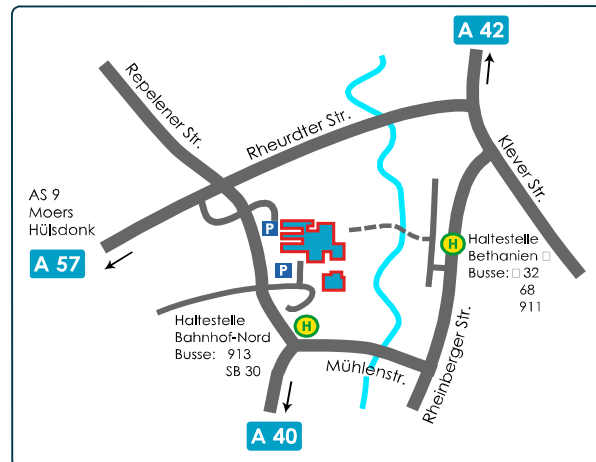 A 42
Repelener Str.
Rheurdter Str.
Klever Str.
AS 9
Moers
Hülsdonk
A 57
P
P
H
Haltestelle
Bethanien □
Busse: □ 32
68
911
H
Haltestelle
Bahnhof-Nord
Busse: 913
SB 30
Mühlenstr.
Rheinberger Str.
A 40